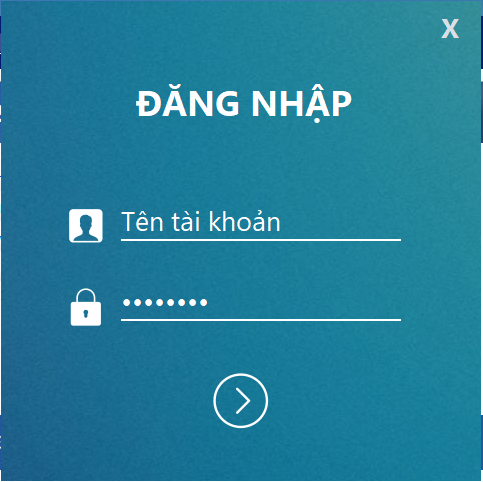 X
ĐĂNG NHẬP
Tên tài khoản
••••••••